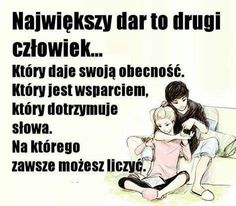 Największy dar to drugi
człowiek...
Który daje swoją obecność.
Który jest wsparciem,
który dotrzymuje
słowa.
Na którego
zawsze możesz liczyć.